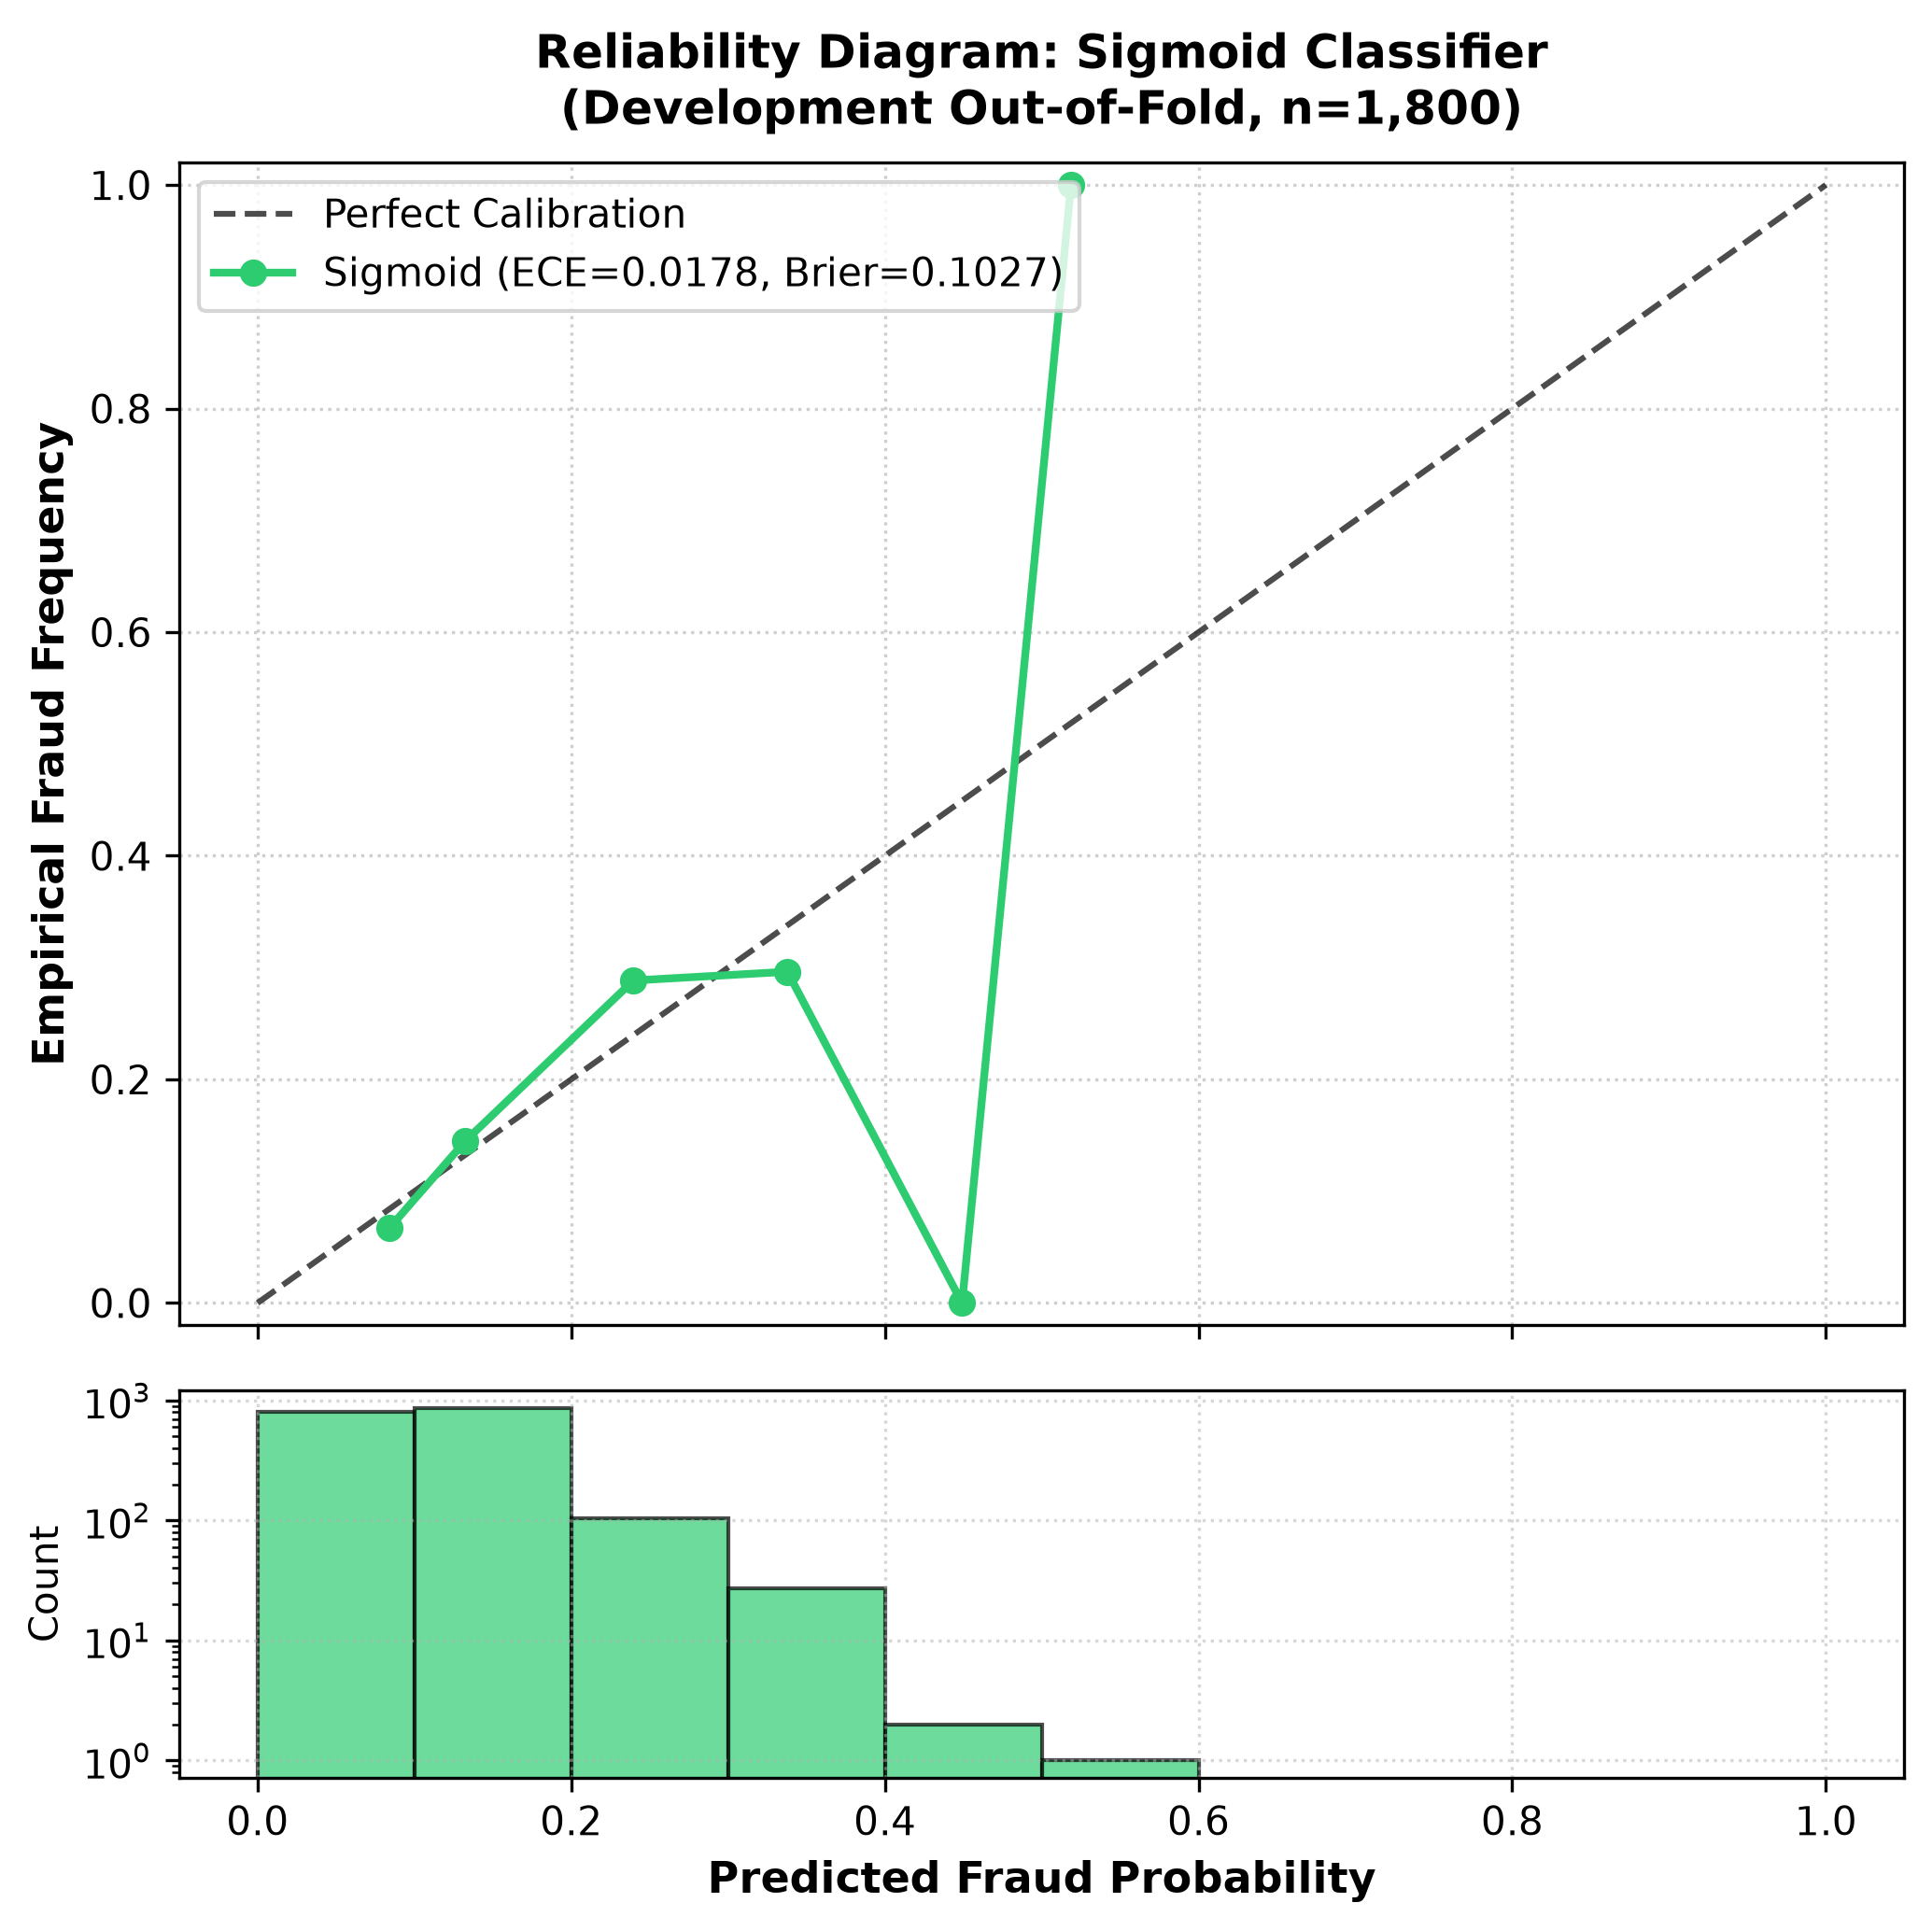 Reliability Diagram: Sigmoid Classifier
(Development Out-of-Fold, n=1,800)
Perfect Calibration
Sigmoid (ECE=0.0178, Brier=0.1027)
Empirical Fraud Frequency
1.0
0.8
0.6
0.4
0.2
0.0
Count
10³
10²
10¹
10⁰
0.0 0.2 0.4 0.6 0.8 1.0
Predicted Fraud Probability